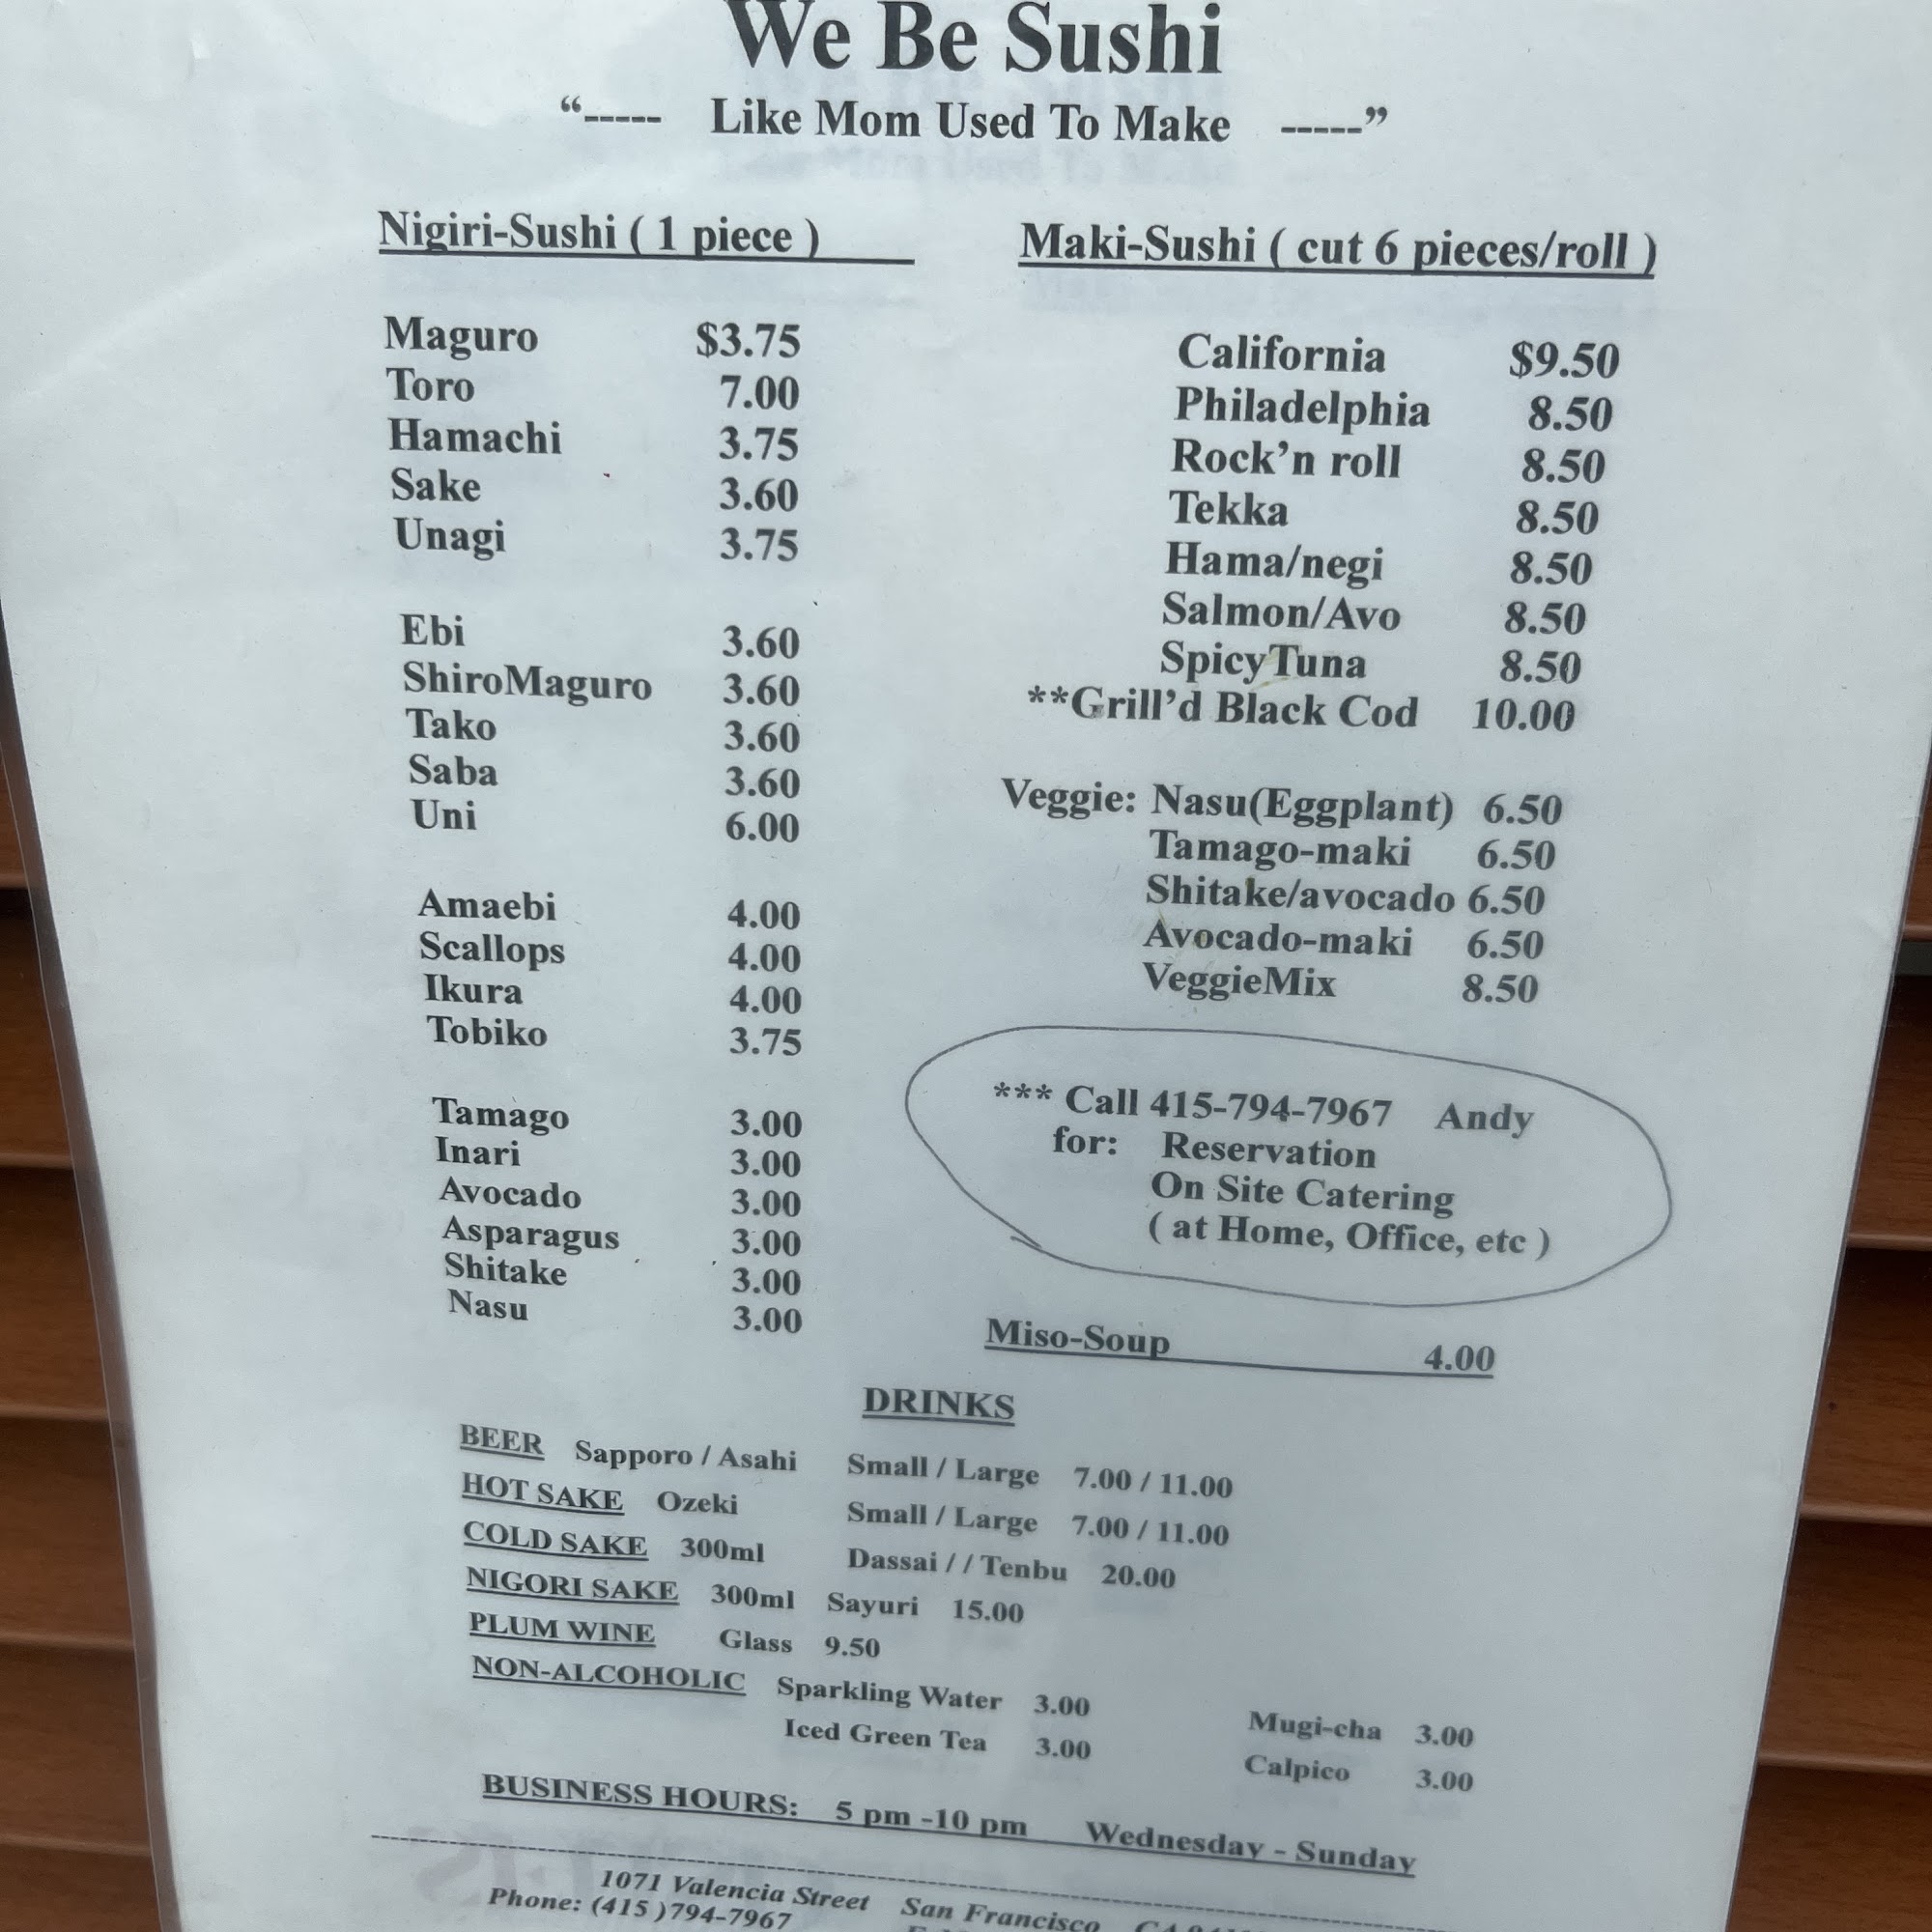 We Be Sushi
“----- Like Mom Used To Make -----”
Nigiri-Sushi ( 1 piece )
Maguro $3.75
Toro 7.00
Hamachi 3.75
Sake 3.60
Unagi 3.75
Ebi 3.60
ShiroMaguro 3.60
Tako 3.60
Saba 3.60
Uni 6.00
Amaebi 4.00
Scallops 4.00
Ikura 4.00
Tobiko 3.75
Tamago 3.00
Inari 3.00
Avocado 3.00
Asparagus 3.00
Shitake 3.00
Nasu 3.00
Maki-Sushi ( cut 6 pieces/roll )
California $9.50
Philadelphia 8.50
Rock’n roll 8.50
Tekka 8.50
Hama/negi 8.50
Salmon/Avo 8.50
SpicyTuna 8.50
**Grill’d Black Cod 10.00
Veggie: Nasu(Eggplant) 6.50
Tamago-maki 6.50
Shitake/avocado 6.50
Avocado-maki 6.50
VeggieMix 8.50
*** Call 415-794-7967 Andy
for: Reservation
On Site Catering
( at Home, Office, etc )
Miso-Soup 4.00
DRINKS
BEER Sapporo / Asahi Small / Large 7.00 / 11.00
HOT SAKE Ozeki Small / Large 7.00 / 11.00
COLD SAKE 300ml Dassai / / Tenbu 20.00
NIGORI SAKE 300ml Sayuri 15.00
PLUM WINE Glass 9.50
NON-ALCOHOLIC Sparkling Water 3.00 Mugi-cha 3.00
Iced Green Tea 3.00 Calpico 3.00
BUSINESS HOURS: 5 pm -10 pm Wednesday - Sunday
1071 Valencia Street San Francisco
Phone: (415 )794-7967